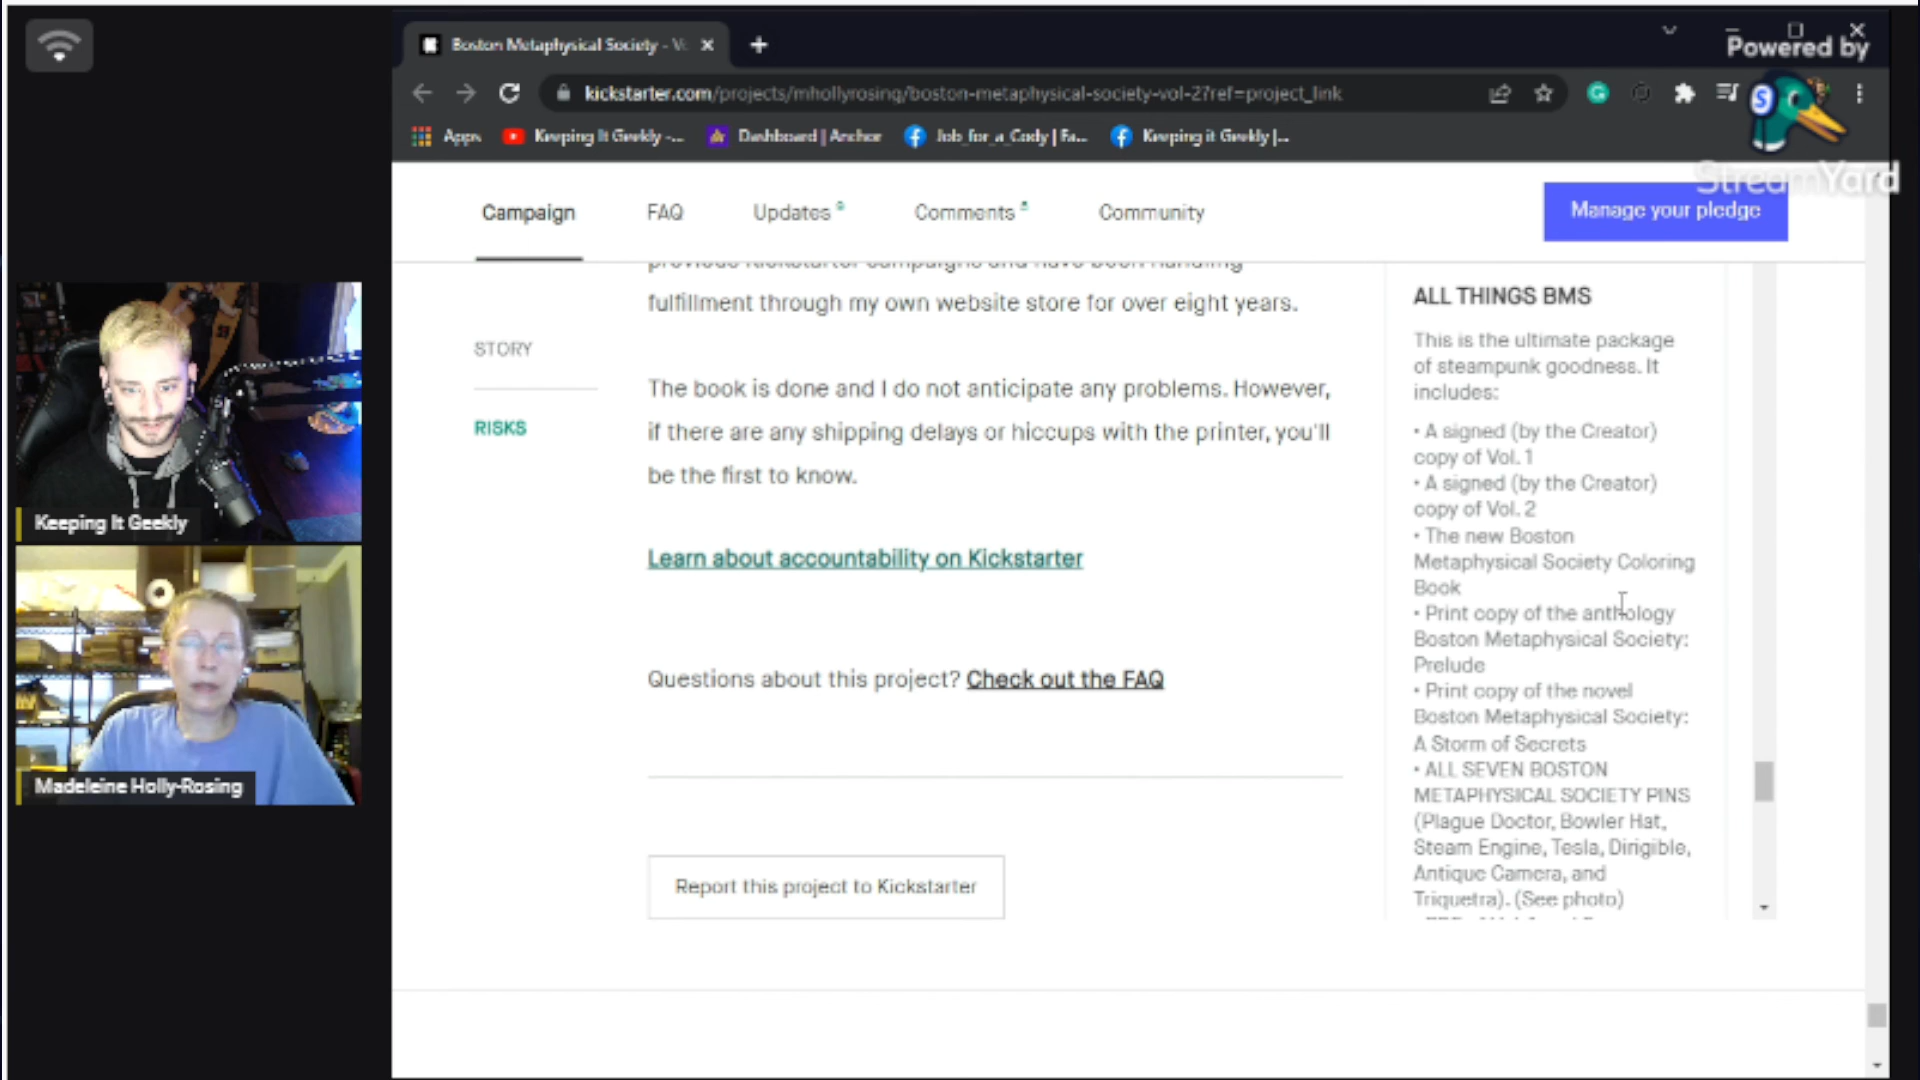 Boston Metaphysical Society - V
Powered by
kickstarter.com/projects/mhollyrosing/boston-metaphysical-society-vol-2?ref=project_link
Apps
Keeping It Geekly -...
Dashboard | Anchor
Job_for_a_Cody | Fa...
Keeping it Geekly |...
StreamYard
Campaign
FAQ
Updates
Comments
Community
Manage your pledge
previous Kickstarter campaigns and have been handling
fulfillment through my own website store for over eight years.
STORY
RISKS
The book is done and I do not anticipate any problems. However,
if there are any shipping delays or hiccups with the printer, you'll
be the first to know.
Learn about accountability on Kickstarter
Questions about this project? Check out the FAQ
Report this project to Kickstarter
ALL THINGS BMS
This is the ultimate package
of steampunk goodness. It
includes:
• A signed (by the Creator)
copy of Vol. 1
• A signed (by the Creator)
copy of Vol. 2
• The new Boston
Metaphysical Society Coloring
Book
• Print copy of the anthology
Boston Metaphysical Society:
Prelude
• Print copy of the novel
Boston Metaphysical Society:
A Storm of Secrets
• ALL SEVEN BOSTON
METAPHYSICAL SOCIETY PINS
(Plague Doctor, Bowler Hat,
Steam Engine, Tesla, Dirigible,
Antique Camera, and
Triquetra). (See photo)
Keeping It Geekly
Madeleine Holly-Rosing